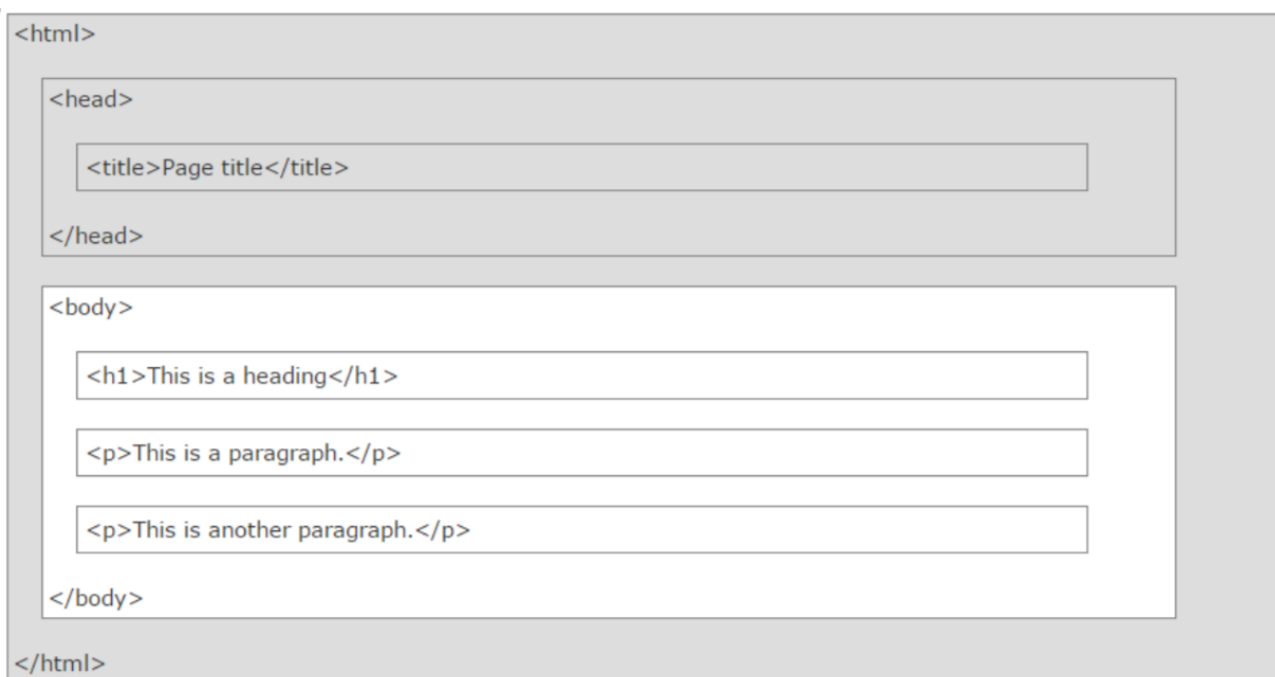 <html>
<head>
<title>Page title</title>
</head>
<body>
<h1>This is a heading</h1>
<p>This is a paragraph.</p>
<p>This is another paragraph.</p>
</body>
</html>